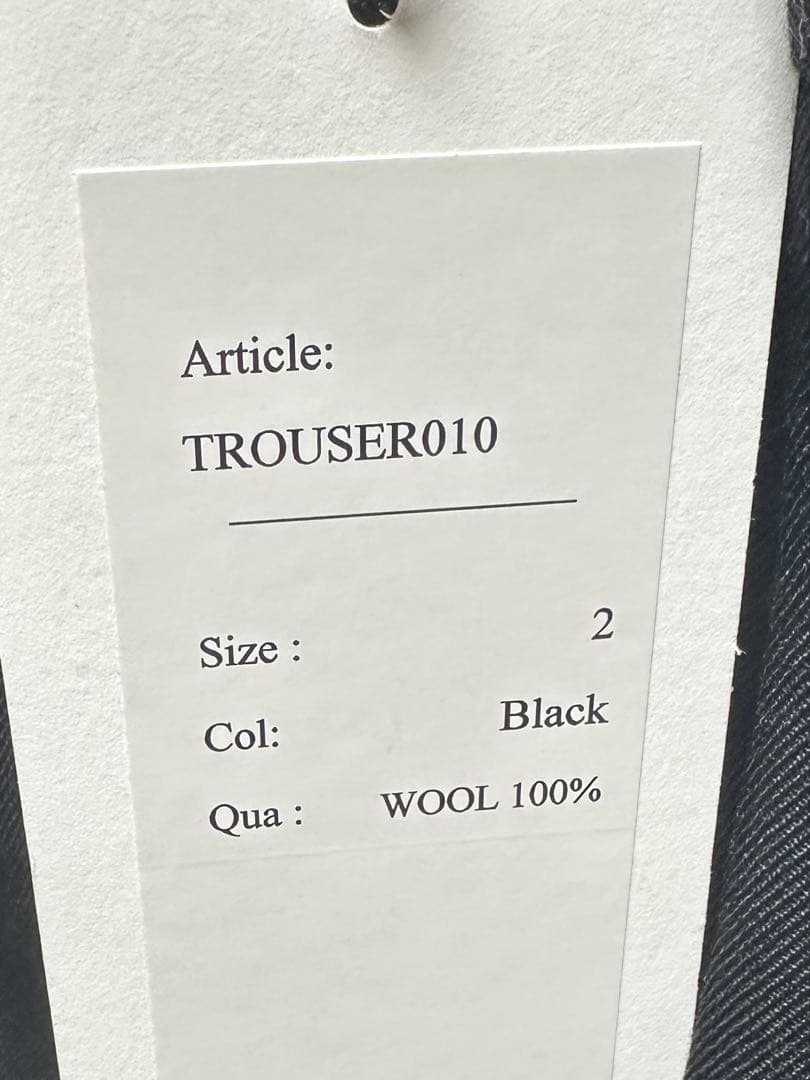 Article:
TROUSER010
Size : 2
Col: Black
Qua : WOOL 100%